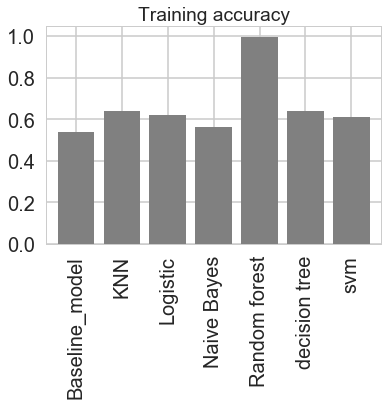 Training accuracy
1.0
0.8
0.6
0.4
0.2
0.0
Baseline_model
KNN
Logistic
Naive Bayes
Random forest
decision tree
svm